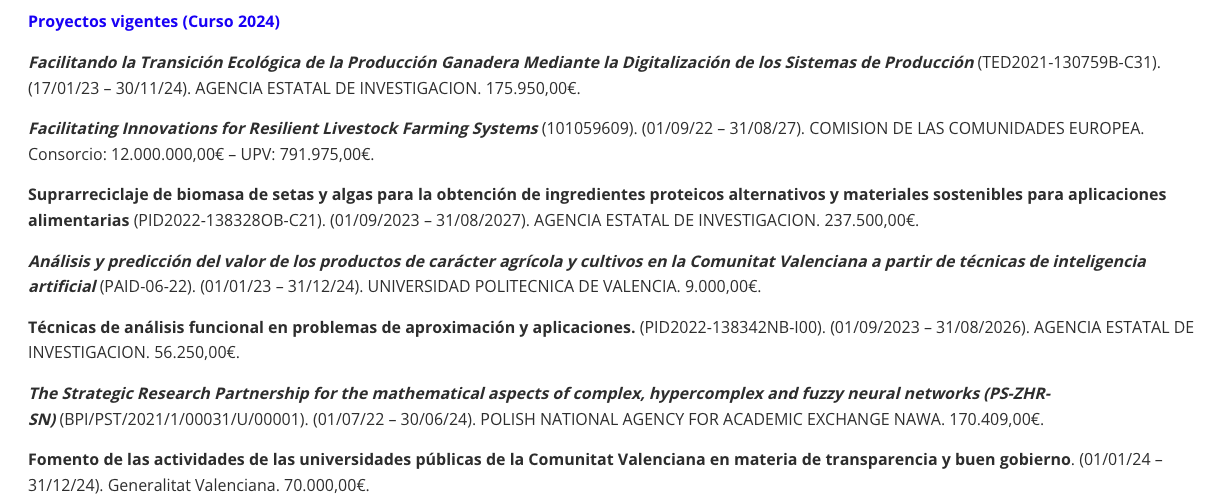 Proyectos vigentes (Curso 2024)
Facilitando la Transición Ecológica de la Producción Ganadera Mediante la Digitalización de los Sistemas de Producción (TED2021-130759B-C31).
(17/01/23 – 30/11/24). AGENCIA ESTATAL DE INVESTIGACION. 175.950,00€.
Facilitating Innovations for Resilient Livestock Farming Systems (101059609). (01/09/22 – 31/08/27). COMISION DE LAS COMUNIDADES EUROPEA.
Consorcio: 12.000.000,00€ – UPV: 791.975,00€.
Suprarreciclaje de biomasa de setas y algas para la obtención de ingredientes proteicos alternativos y materiales sostenibles para aplicaciones
alimentarias (PID2022-138328OB-C21). (01/09/2023 – 31/08/2027). AGENCIA ESTATAL DE INVESTIGACION. 237.500,00€.
Análisis y predicción del valor de los productos de carácter agrícola y cultivos en la Comunitat Valenciana a partir de técnicas de inteligencia
artificial (PAID-06-22). (01/01/23 – 31/12/24). UNIVERSIDAD POLITECNICA DE VALENCIA. 9.000,00€.
Técnicas de análisis funcional en problemas de aproximación y aplicaciones. (PID2022-138342NB-I00). (01/09/2023 – 31/08/2026). AGENCIA ESTATAL DE
INVESTIGACION. 56.250,00€.
The Strategic Research Partnership for the mathematical aspects of complex, hypercomplex and fuzzy neural networks (PS-ZHR-
SN) (BPI/PST/2021/1/00031/U/00001). (01/07/22 – 30/06/24). POLISH NATIONAL AGENCY FOR ACADEMIC EXCHANGE NAWA. 170.409,00€.
Fomento de las actividades de las universidades públicas de la Comunitat Valenciana en materia de transparencia y buen gobierno. (01/01/24 –
31/12/24). Generalitat Valenciana. 70.000,00€.